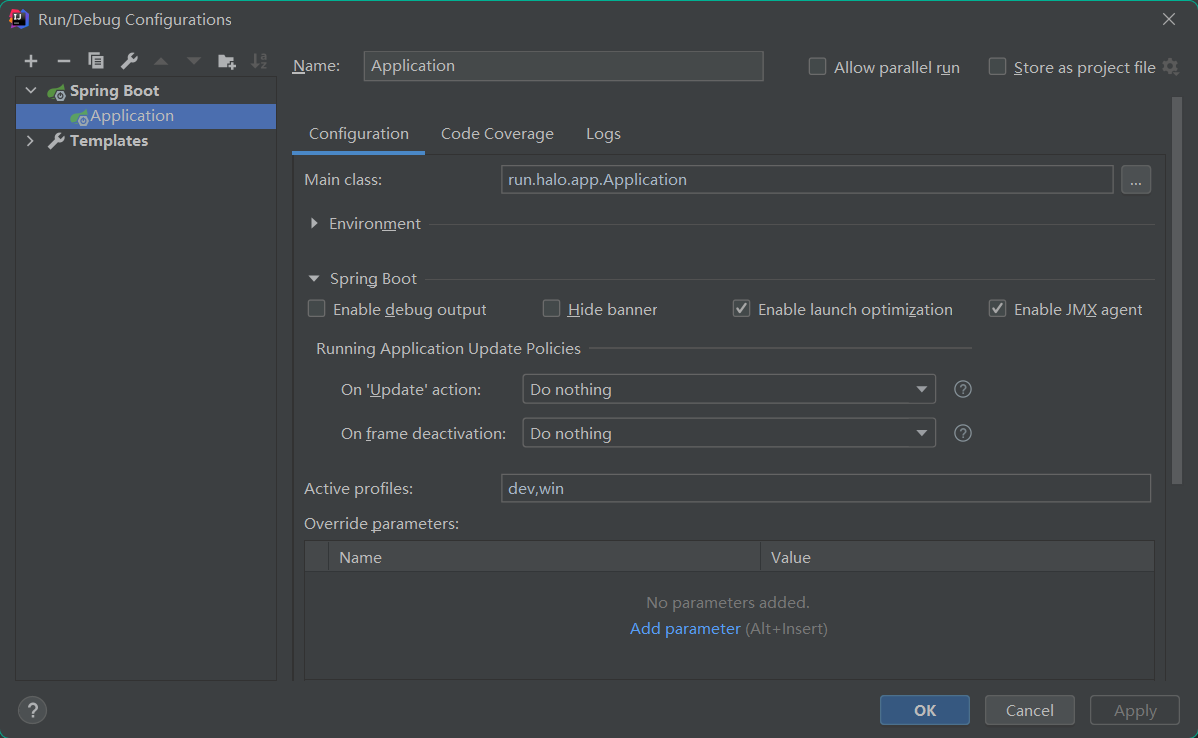 Run/Debug Configurations
Name: Application Allow parallel run Store as project file
Spring Boot
Application
Templates
Configuration Code Coverage Logs
Main class: run.halo.app.Application ...
Environment
Spring Boot
Enable debug output Hide banner Enable launch optimization Enable JMX agent
Running Application Update Policies
On 'Update' action: Do nothing ?
On frame deactivation: Do nothing ?
Active profiles: dev,win
Override parameters:
Name Value
No parameters added.
Add parameter (Alt+Insert)
? OK Cancel Apply